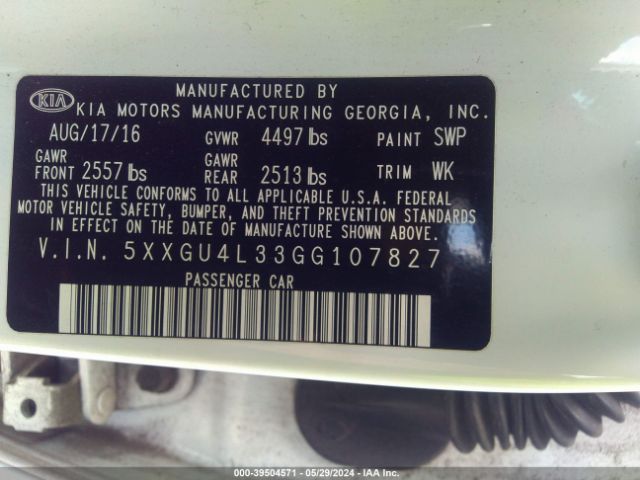 MANUFACTURED BY
KIA KIA MOTORS MANUFACTURING GEORGIA, INC.
AUG/17/16 GVWR 4497 lbs PAINT SWP
GAWR FRONT 2557 lbs GAWR REAR 2513 lbs TRIM WK
THIS VEHICLE CONFORMS TO ALL APPLICABLE U.S.A. FEDERAL
MOTOR VEHICLE SAFETY, BUMPER, AND THEFT PREVENTION STANDARDS
IN EFFECT ON THE DATE OF MANUFACTURE SHOWN ABOVE.
V.I.N. 5XXGU4L33GG107827
PASSENGER CAR
000-39504571 - 05/29/2024 - IAA Inc.